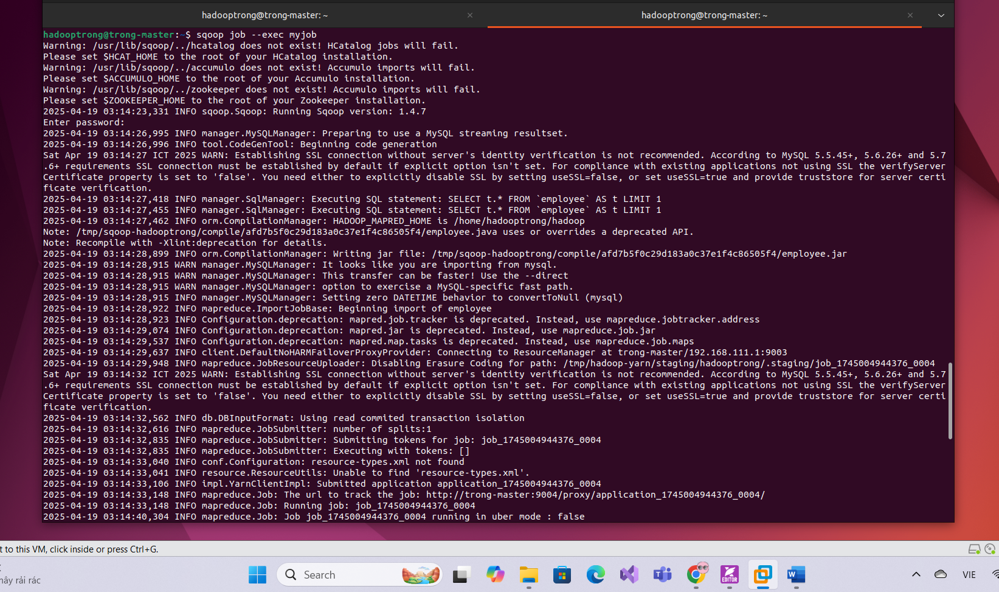 hadooptrong@trong-master: ~
hadooptrong@trong-master: ~
hadooptrong@trong-master:~$ sqoop job --exec myjob
Warning: /usr/lib/sqoop/../hcatalog does not exist! HCatalog jobs will fail.
Please set $HCAT_HOME to the root of your HCatalog installation.
Warning: /usr/lib/sqoop/../accumulo does not exist! Accumulo imports will fail.
Please set $ACCUMULO_HOME to the root of your Accumulo installation.
Warning: /usr/lib/sqoop/../zookeeper does not exist! Accumulo imports will fail.
Please set $ZOOKEEPER_HOME to the root of your Zookeeper installation.
2025-04-19 03:14:23,331 INFO sqoop.Sqoop: Running Sqoop version: 1.4.7
Enter password:
2025-04-19 03:14:26,995 INFO manager.MySQLManager: Preparing to use a MySQL streaming resultset.
2025-04-19 03:14:26,996 INFO tool.CodeGenTool: Beginning code generation
Sat Apr 19 03:14:27 ICT 2025 WARN: Establishing SSL connection without server's identity verification is not recommended. According to MySQL 5.5.45+, 5.6.26+ and 5.7
.6+ requirements SSL connection must be established by default if explicit option isn't set. For compliance with existing applications not using SSL the verifyServer
Certificate property is set to 'false'. You need either to explicitly disable SSL by setting useSSL=false, or set useSSL=true and provide truststore for server certi
ficate verification.
2025-04-19 03:14:27,418 INFO manager.SqlManager: Executing SQL statement: SELECT t.* FROM `employee` AS t LIMIT 1
2025-04-19 03:14:27,455 INFO manager.SqlManager: Executing SQL statement: SELECT t.* FROM `employee` AS t LIMIT 1
2025-04-19 03:14:27,462 INFO orm.CompilationManager: HADOOP_MAPRED_HOME is /home/hadooptrong/hadoop
Note: /tmp/sqoop-hadooptrong/compile/afd7b5f0c29d183a0c37e1f4c86505f4/employee.java uses or overrides a deprecated API.
Note: Recompile with -Xlint:deprecation for details.
2025-04-19 03:14:28,899 INFO orm.CompilationManager: Writing jar file: /tmp/sqoop-hadooptrong/compile/afd7b5f0c29d183a0c37e1f4c86505f4/employee.jar
2025-04-19 03:14:28,915 WARN manager.MySQLManager: It looks like you are importing from mysql.
2025-04-19 03:14:28,915 WARN manager.MySQLManager: This transfer can be faster! Use the --direct
2025-04-19 03:14:28,915 WARN manager.MySQLManager: option to exercise a MySQL-specific fast path.
2025-04-19 03:14:28,915 INFO manager.MySQLManager: Setting zero DATETIME behavior to convertToNull (mysql)
2025-04-19 03:14:28,922 INFO mapreduce.ImportJobBase: Beginning import of employee
2025-04-19 03:14:28,923 INFO Configuration.deprecation: mapred.job.tracker is deprecated. Instead, use mapreduce.jobtracker.address
2025-04-19 03:14:29,074 INFO Configuration.deprecation: mapred.jar is deprecated. Instead, use mapreduce.job.jar
2025-04-19 03:14:29,537 INFO Configuration.deprecation: mapred.map.tasks is deprecated. Instead, use mapreduce.job.maps
2025-04-19 03:14:29,637 INFO client.DefaultNoHARMFailoverProxyProvider: Connecting to ResourceManager at trong-master/192.168.111.1:9003
2025-04-19 03:14:29,948 INFO mapreduce.JobResourceUploader: Disabling Erasure Coding for path: /tmp/hadoop-yarn/staging/hadooptrong/.staging/job_1745004944376_0004
Sat Apr 19 03:14:32 ICT 2025 WARN: Establishing SSL connection without server's identity verification is not recommended. According to MySQL 5.5.45+, 5.6.26+ and 5.7
.6+ requirements SSL connection must be established by default if explicit option isn't set. For compliance with existing applications not using SSL the verifyServer
Certificate property is set to 'false'. You need either to explicitly disable SSL by setting useSSL=false, or set useSSL=true and provide truststore for server certi
ficate verification.
2025-04-19 03:14:32,562 INFO db.DBInputFormat: Using read commited transaction isolation
2025-04-19 03:14:32,616 INFO mapreduce.JobSubmitter: number of splits:1
2025-04-19 03:14:32,835 INFO mapreduce.JobSubmitter: Submitting tokens for job: job_1745004944376_0004
2025-04-19 03:14:32,835 INFO mapreduce.JobSubmitter: Executing with tokens: []
2025-04-19 03:14:33,040 INFO conf.Configuration: resource-types.xml not found
2025-04-19 03:14:33,041 INFO resource.ResourceUtils: Unable to find 'resource-types.xml'.
2025-04-19 03:14:33,106 INFO impl.YarnClientImpl: Submitted application application_1745004944376_0004
2025-04-19 03:14:33,148 INFO mapreduce.Job: The url to track the job: http://trong-master:9004/proxy/application_1745004944376_0004/
2025-04-19 03:14:33,148 INFO mapreduce.Job: Running job: job_1745004944376_0004
2025-04-19 03:14:40,304 INFO mapreduce.Job: Job job_1745004944376_0004 running in uber mode : false
t to this VM, click inside or press Ctrl+G.
mây rải rác
Search
EDITOR
VIE